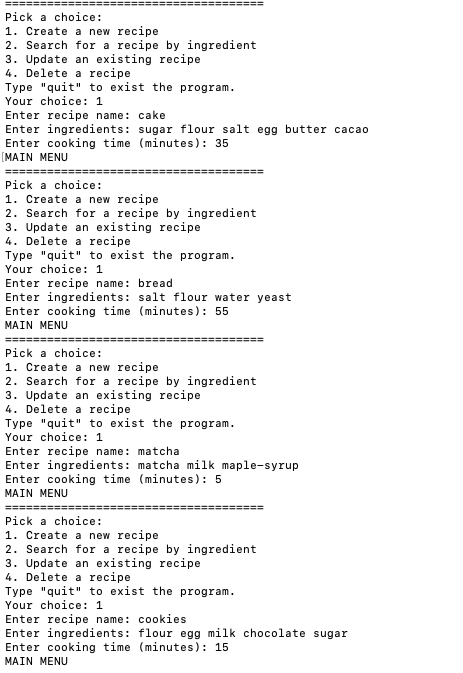 =====================================
Pick a choice:
1. Create a new recipe
2. Search for a recipe by ingredient
3. Update an existing recipe
4. Delete a recipe
Type "quit" to exist the program.
Your choice: 1
Enter recipe name: cake
Enter ingredients: sugar flour salt egg butter cacao
Enter cooking time (minutes): 35
MAIN MENU
=====================================
Pick a choice:
1. Create a new recipe
2. Search for a recipe by ingredient
3. Update an existing recipe
4. Delete a recipe
Type "quit" to exist the program.
Your choice: 1
Enter recipe name: bread
Enter ingredients: salt flour water yeast
Enter cooking time (minutes): 55
MAIN MENU
=====================================
Pick a choice:
1. Create a new recipe
2. Search for a recipe by ingredient
3. Update an existing recipe
4. Delete a recipe
Type "quit" to exist the program.
Your choice: 1
Enter recipe name: matcha
Enter ingredients: matcha milk maple-syrup
Enter cooking time (minutes): 5
MAIN MENU
=====================================
Pick a choice:
1. Create a new recipe
2. Search for a recipe by ingredient
3. Update an existing recipe
4. Delete a recipe
Type "quit" to exist the program.
Your choice: 1
Enter recipe name: cookies
Enter ingredients: flour egg milk chocolate sugar
Enter cooking time (minutes): 15
MAIN MENU